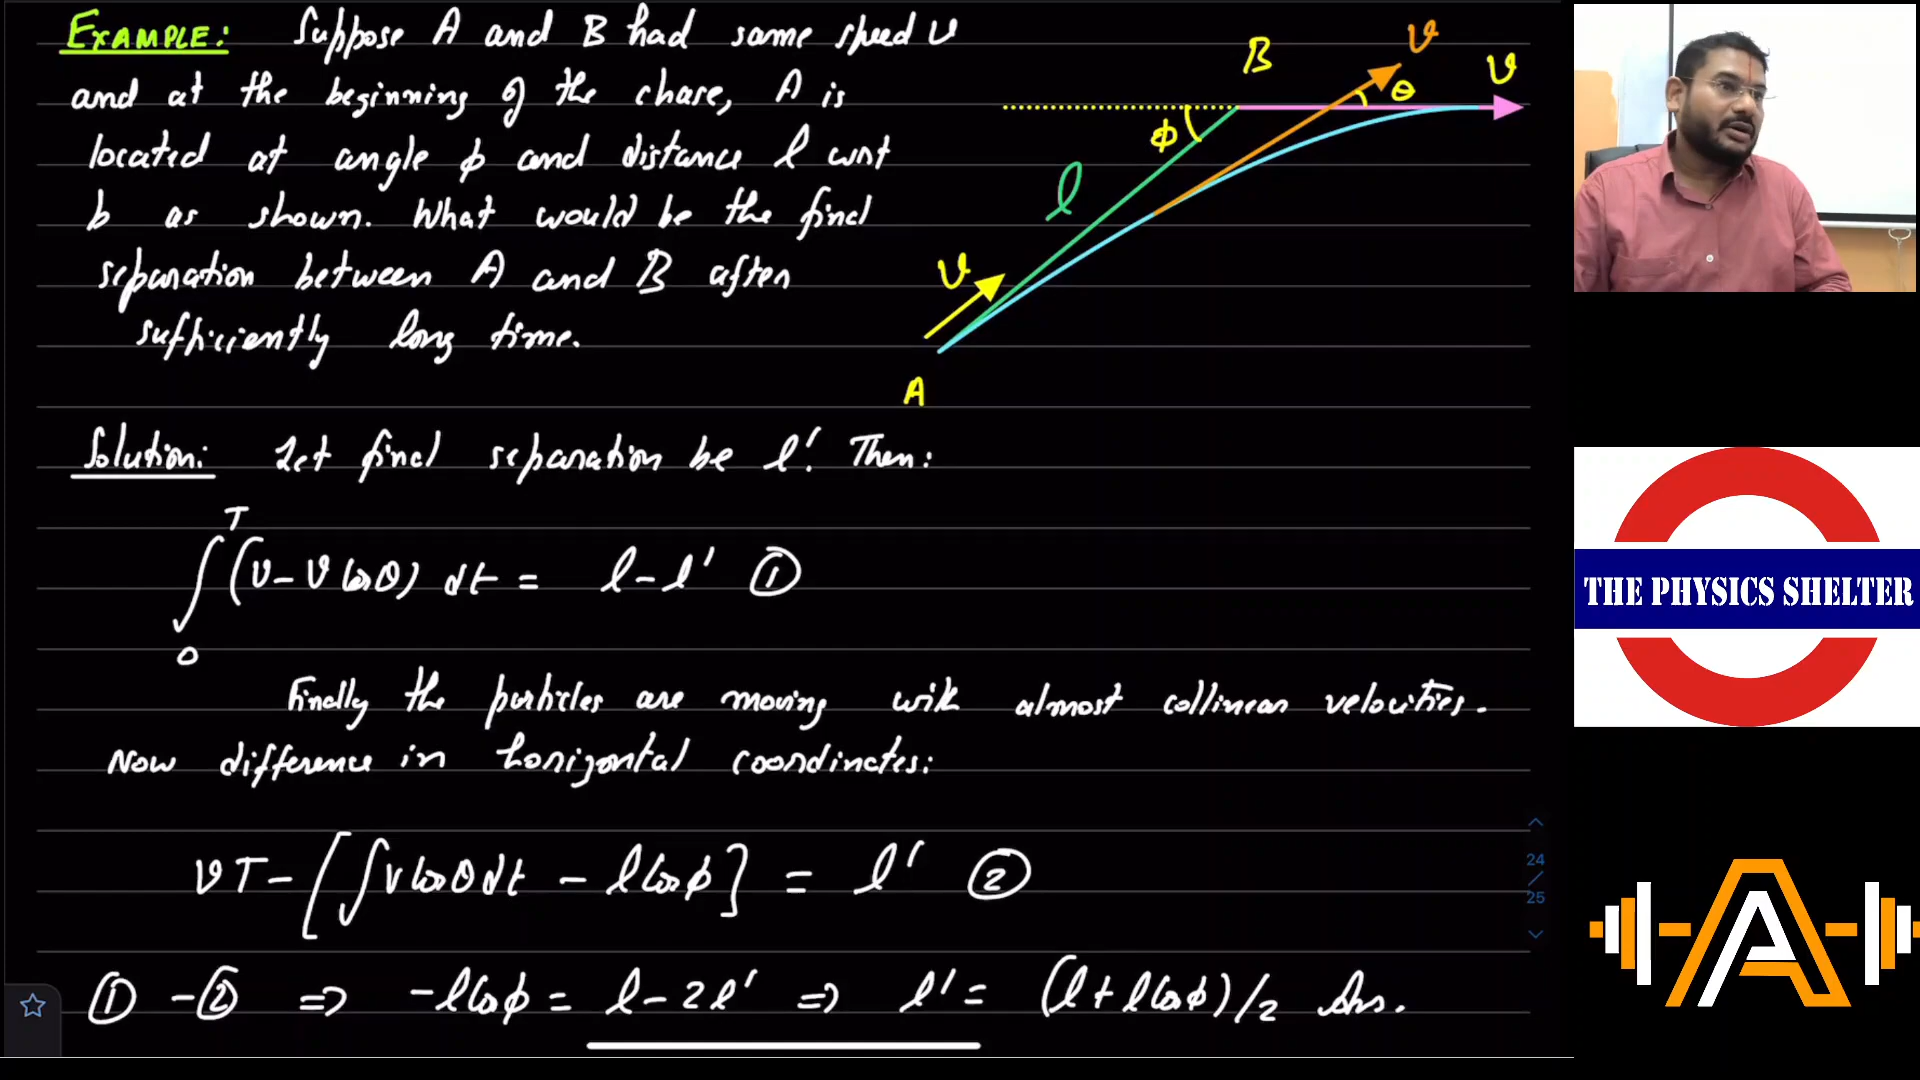 EXAMPLE: Suppose A and B had same speed v
and at the beginning of the chase, A is
located at angle φ and distance l wrt
b as shown. What would be the final
separation between A and B after
sufficiently long time.
B
v
v
θ
φ
l
v
A
Solution: Let final separation be l'. Then:
∫₀ᵀ (v - v cosθ) dt = l - l' ①
Finally the particles are moving with almost collinear velocities.
Now difference in horizontal coordinates:
vT - [∫v cosθ dt - l cosφ] = l' ②
① - ② ⇒ -l cosφ = l - 2l' ⇒ l' = (l + l cosφ)/2 Ans.
24
/
25
THE PHYSICS SHELTER
A